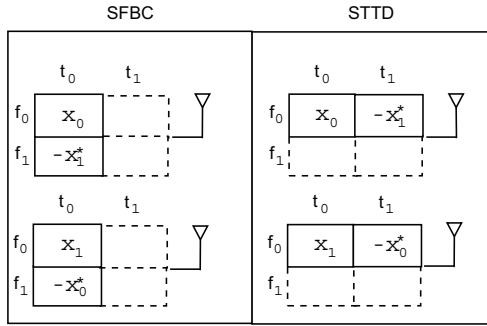 SFBC STTD
t₀ t₁ t₀ t₁
f₀ x₀ f₀ x₀ -x₁*
f₁ -x₁* f₁
t₀ t₁ t₀ t₁
f₀ x₁ f₀ x₁ -x₀*
f₁ -x₀* f₁